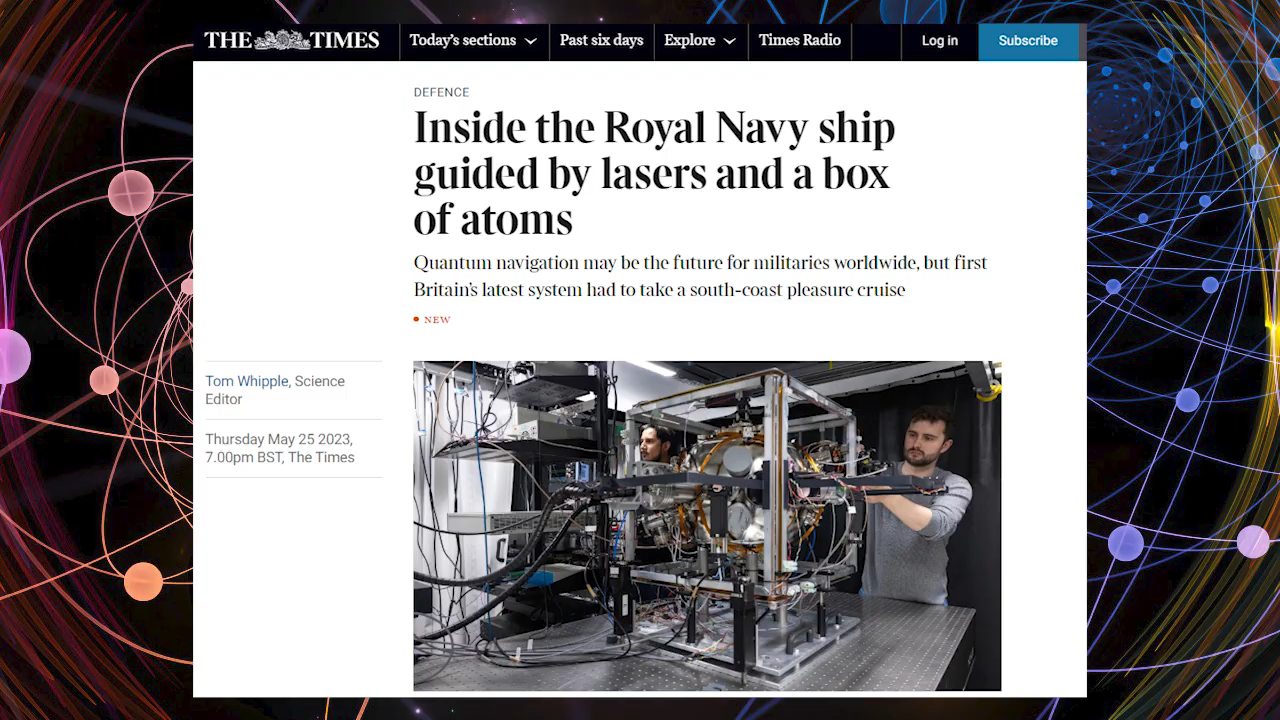 THE TIMES
Today's sections
Past six days
Explore
Times Radio
Log in
Subscribe
DEFENCE
Inside the Royal Navy ship
guided by lasers and a box
of atoms
Quantum navigation may be the future for militaries worldwide, but first
Britain's latest system had to take a south-coast pleasure cruise
NEW
Tom Whipple, Science
Editor
Thursday May 25 2023,
7.00pm BST, The Times